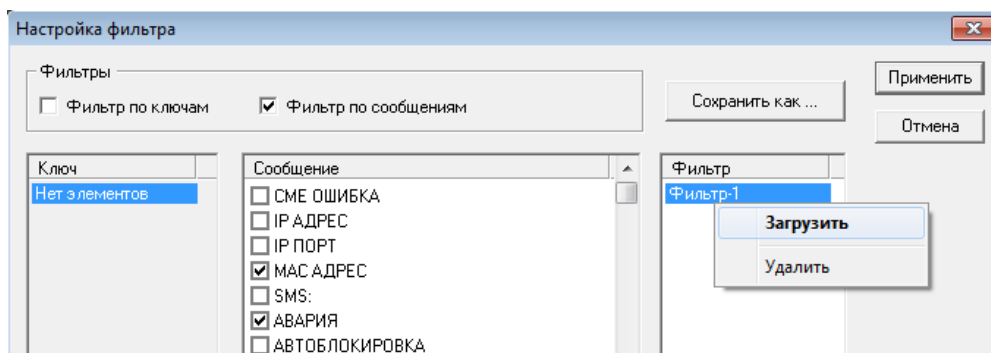 Настройка фильтра
Фильтры
Фильтр по ключам
Фильтр по сообщениям
Сохранить как ...
Применить
Отмена
Ключ
Нет элементов
Сообщение
CME ОШИБКА
IP АДРЕС
IP ПОРТ
MAC АДРЕС
SMS:
АВАРИЯ
АВТОБЛОКИРОВКА
Фильтр
Фильтр-1
Загрузить
Удалить